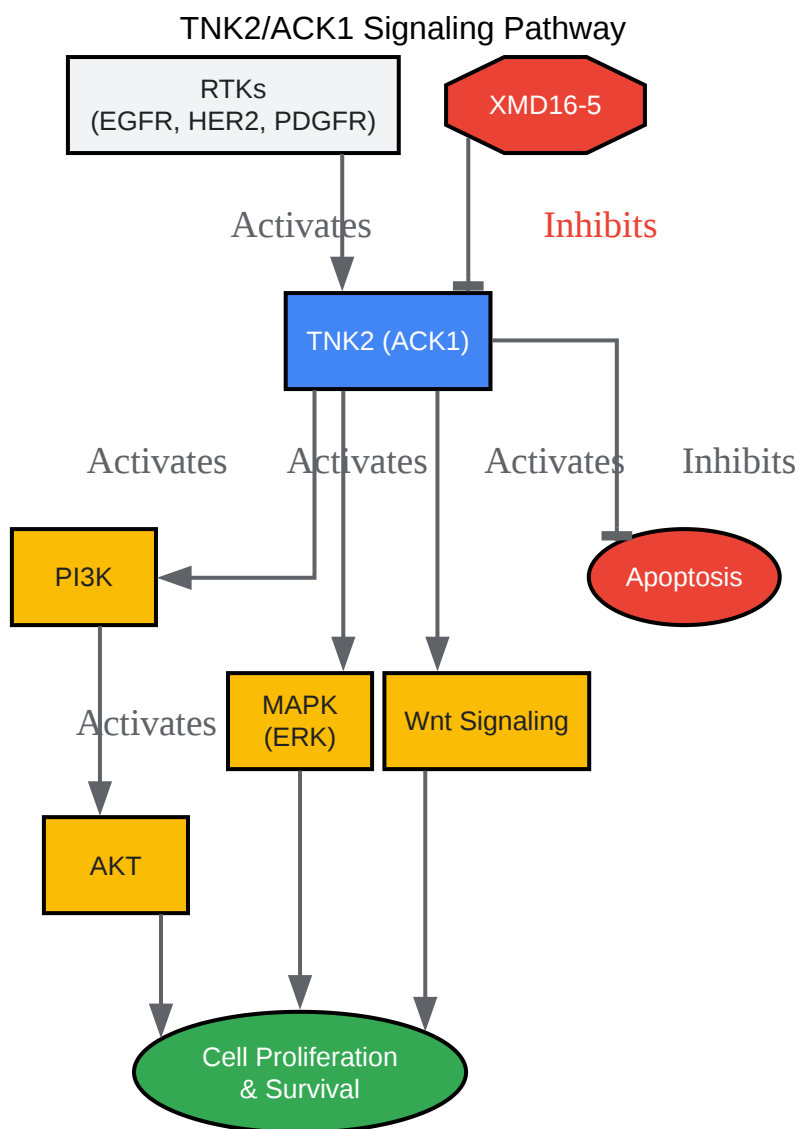 TNK2/ACK1 Signaling Pathway
RTKs
(EGFR, HER2, PDGFR)
XMD16-5
Activates
Inhibits
TNK2 (ACK1)
Activates
Activates
Activates
Inhibits
PI3K
Apoptosis
Activates
MAPK
(ERK)
Wnt Signaling
AKT
Cell Proliferation
& Survival